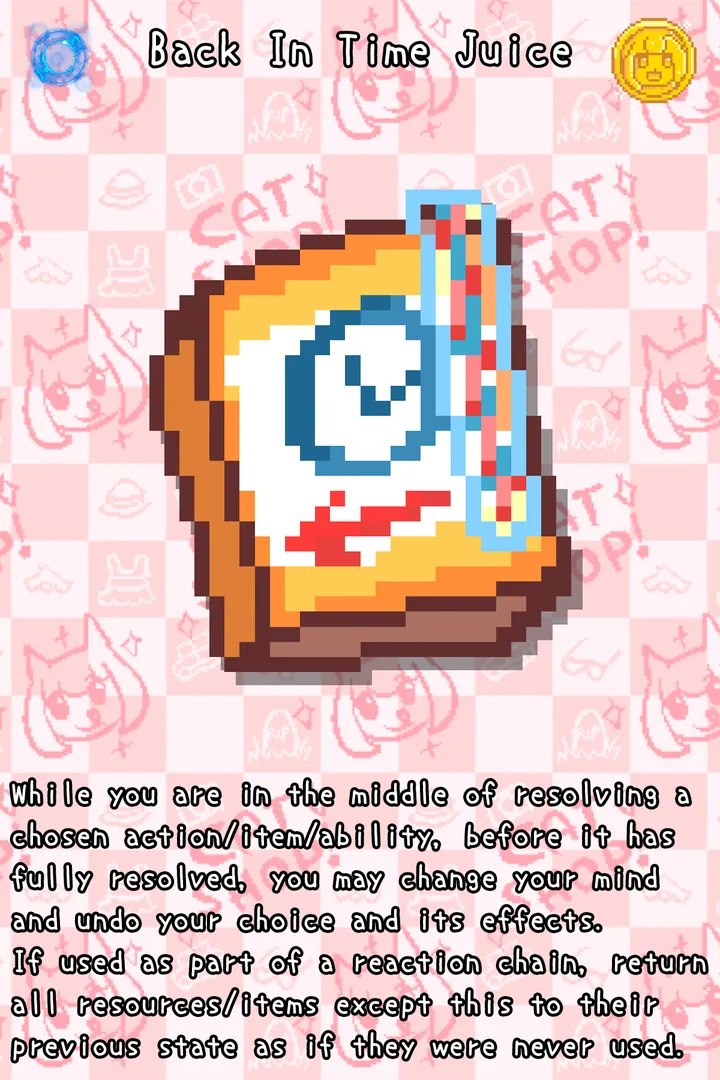 Back In Time Juice
CAT SHOP!
While you are in the middle of resolving a
chosen action/item/ability, before it has
fully resolved, you may change your mind
and undo your choice and its effects.
If used as part of a reaction chain, return
all resources/items except this to their
previous state as if they were never used.